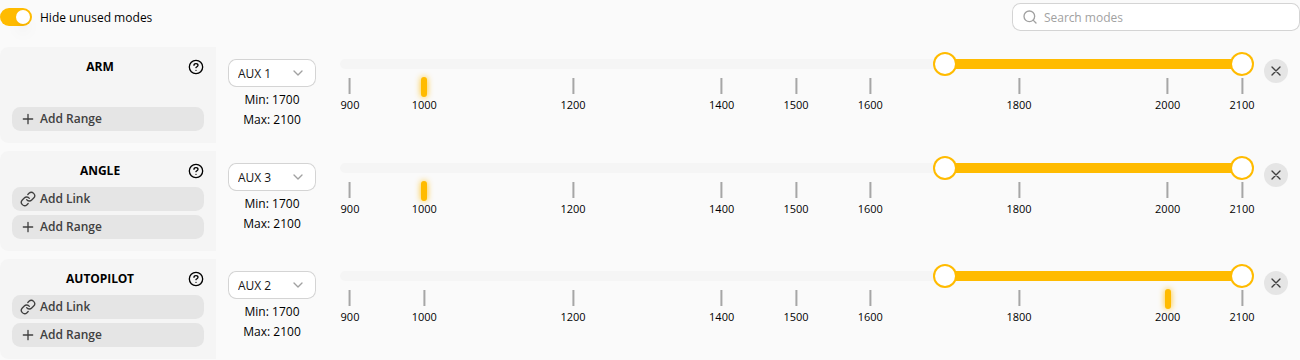 Hide unused modes
Search modes
ARM
Add Range
AUX 1
Min: 1700
Max: 2100
900 1000 1200 1400 1500 1600 1800 2000 2100
ANGLE
Add Link
Add Range
AUX 3
Min: 1700
Max: 2100
900 1000 1200 1400 1500 1600 1800 2000 2100
AUTOPILOT
Add Link
Add Range
AUX 2
Min: 1700
Max: 2100
900 1000 1200 1400 1500 1600 1800 2000 2100